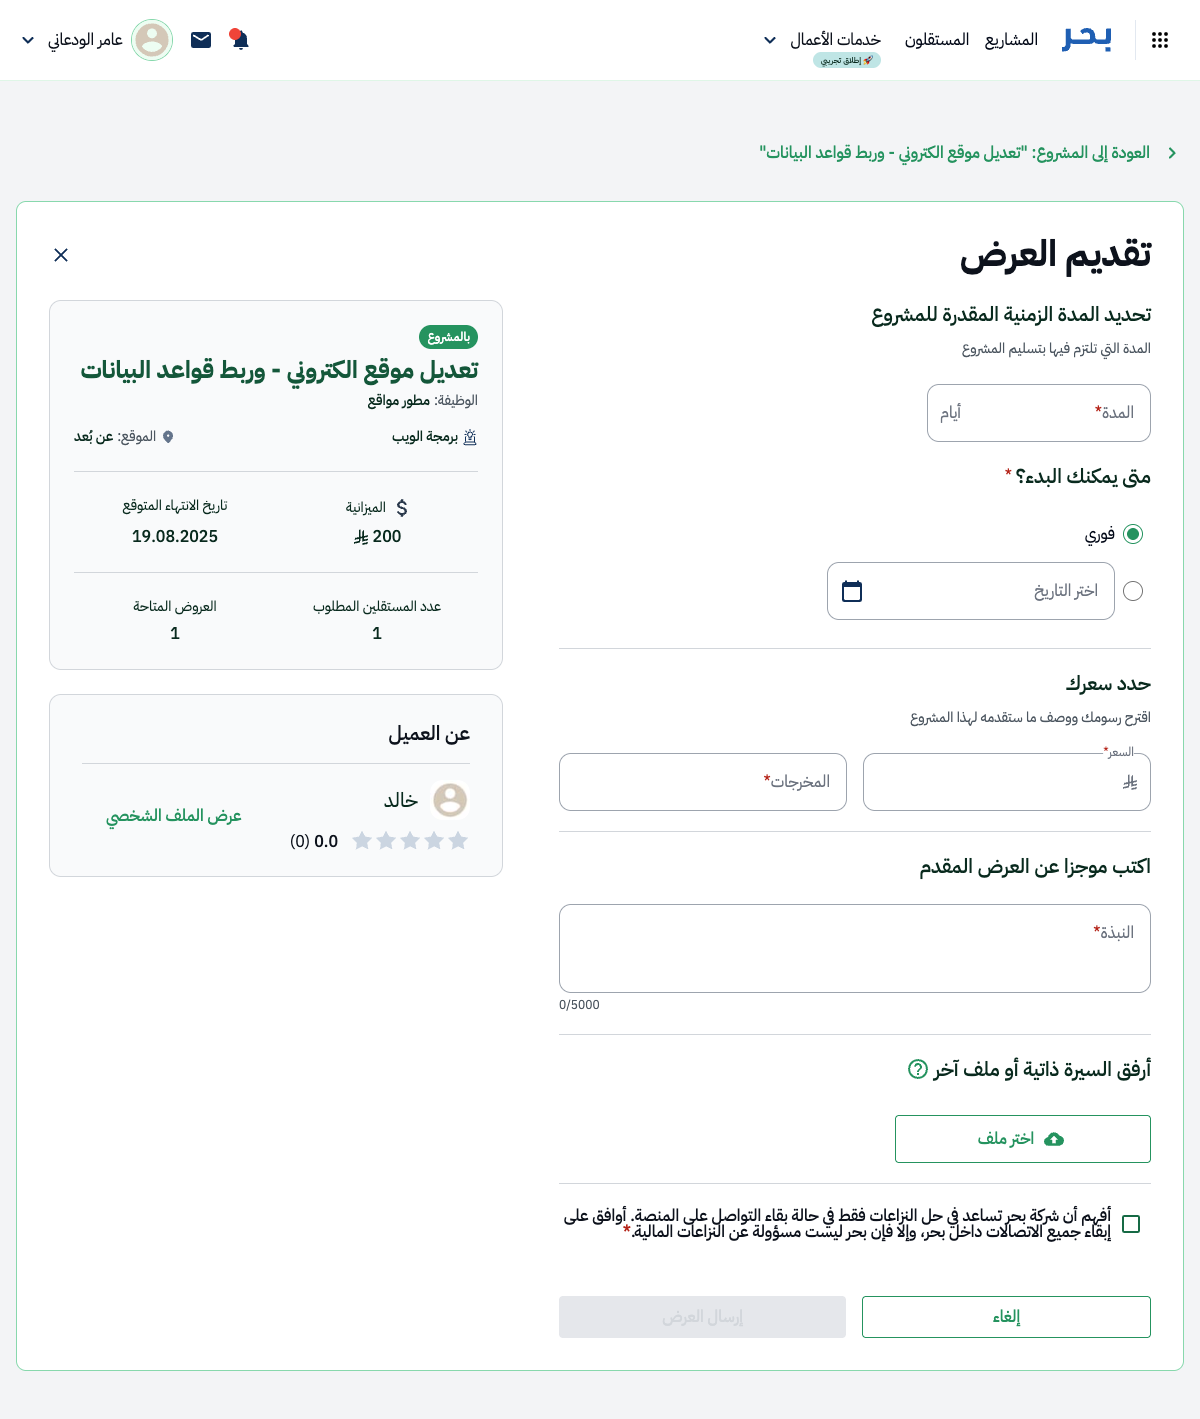 بحر
المشاريع
المستقلون
خدمات الأعمال
🚀 إطلاق تجريبي
عامر الودعاني
العودة إلى المشروع: "تعديل موقع الكتروني - وربط قواعد البيانات"
تقديم العرض
تحديد المدة الزمنية المقدرة للمشروع
المدة التي تلتزم فيها بتسليم المشروع
المدة*
أيام
متى يمكنك البدء؟ *
فوري
اختر التاريخ
حدد سعرك
اقترح رسومك ووصف ما ستقدمه لهذا المشروع
السعر*
المخرجات*
اكتب موجزا عن العرض المقدم
النبذة*
0/5000
أرفق السيرة ذاتية أو ملف آخر
اختر ملف
أفهم أن شركة بحر تساعد في حل النزاعات فقط في حالة بقاء التواصل على المنصة. أوافق على
إبقاء جميع الاتصالات داخل بحر، وإلا فإن بحر ليست مسؤولة عن النزاعات المالية.*
إلغاء
إرسال العرض
بالمشروع
تعديل موقع الكتروني - وربط قواعد البيانات
الوظيفة: مطور مواقع
برمجة الويب
الموقع: عن بُعد
الميزانية
200
تاريخ الانتهاء المتوقع
19.08.2025
عدد المستقلين المطلوب
1
العروض المتاحة
1
عن العميل
خالد
0.0 (0)
عرض الملف الشخصي